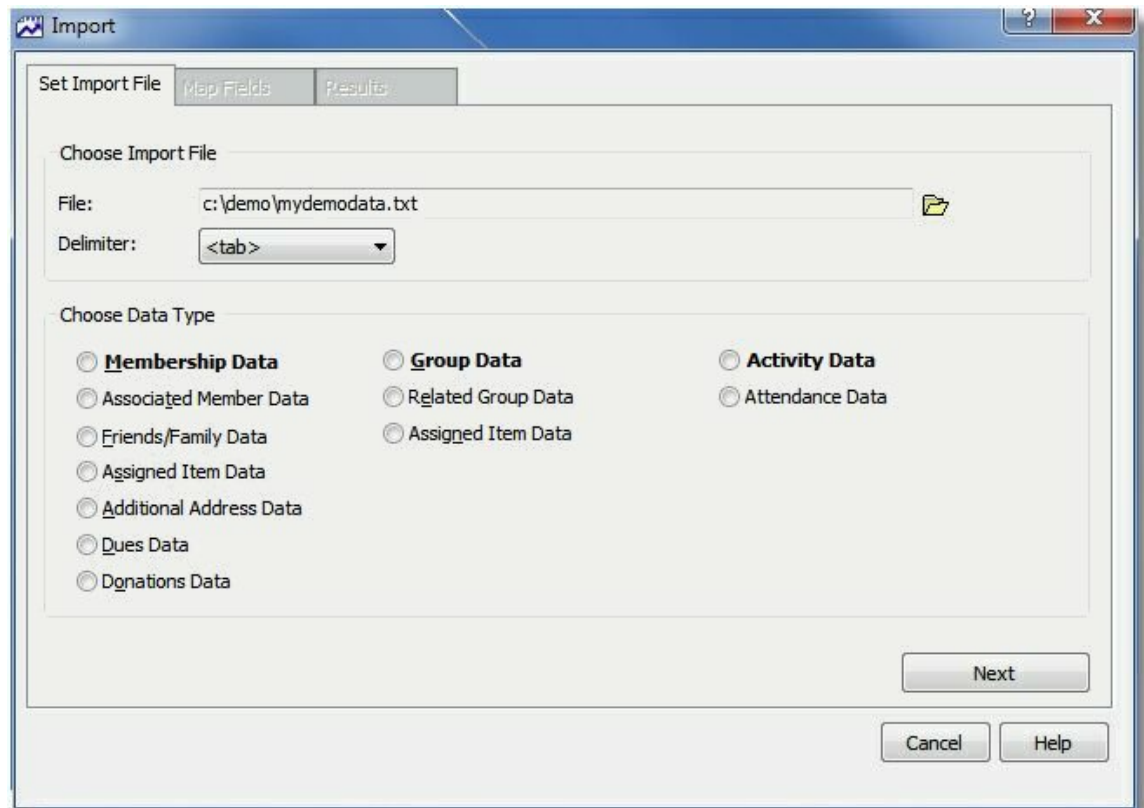 Import
?
X
Set Import File
Map Fields
Results
Choose Import File
File:
c:\demo\mydemodata.txt
Delimiter:
<tab>
Choose Data Type
Membership Data
Associated Member Data
Friends/Family Data
Assigned Item Data
Additional Address Data
Dues Data
Donations Data
Group Data
Related Group Data
Assigned Item Data
Activity Data
Attendance Data
Next
Cancel
Help